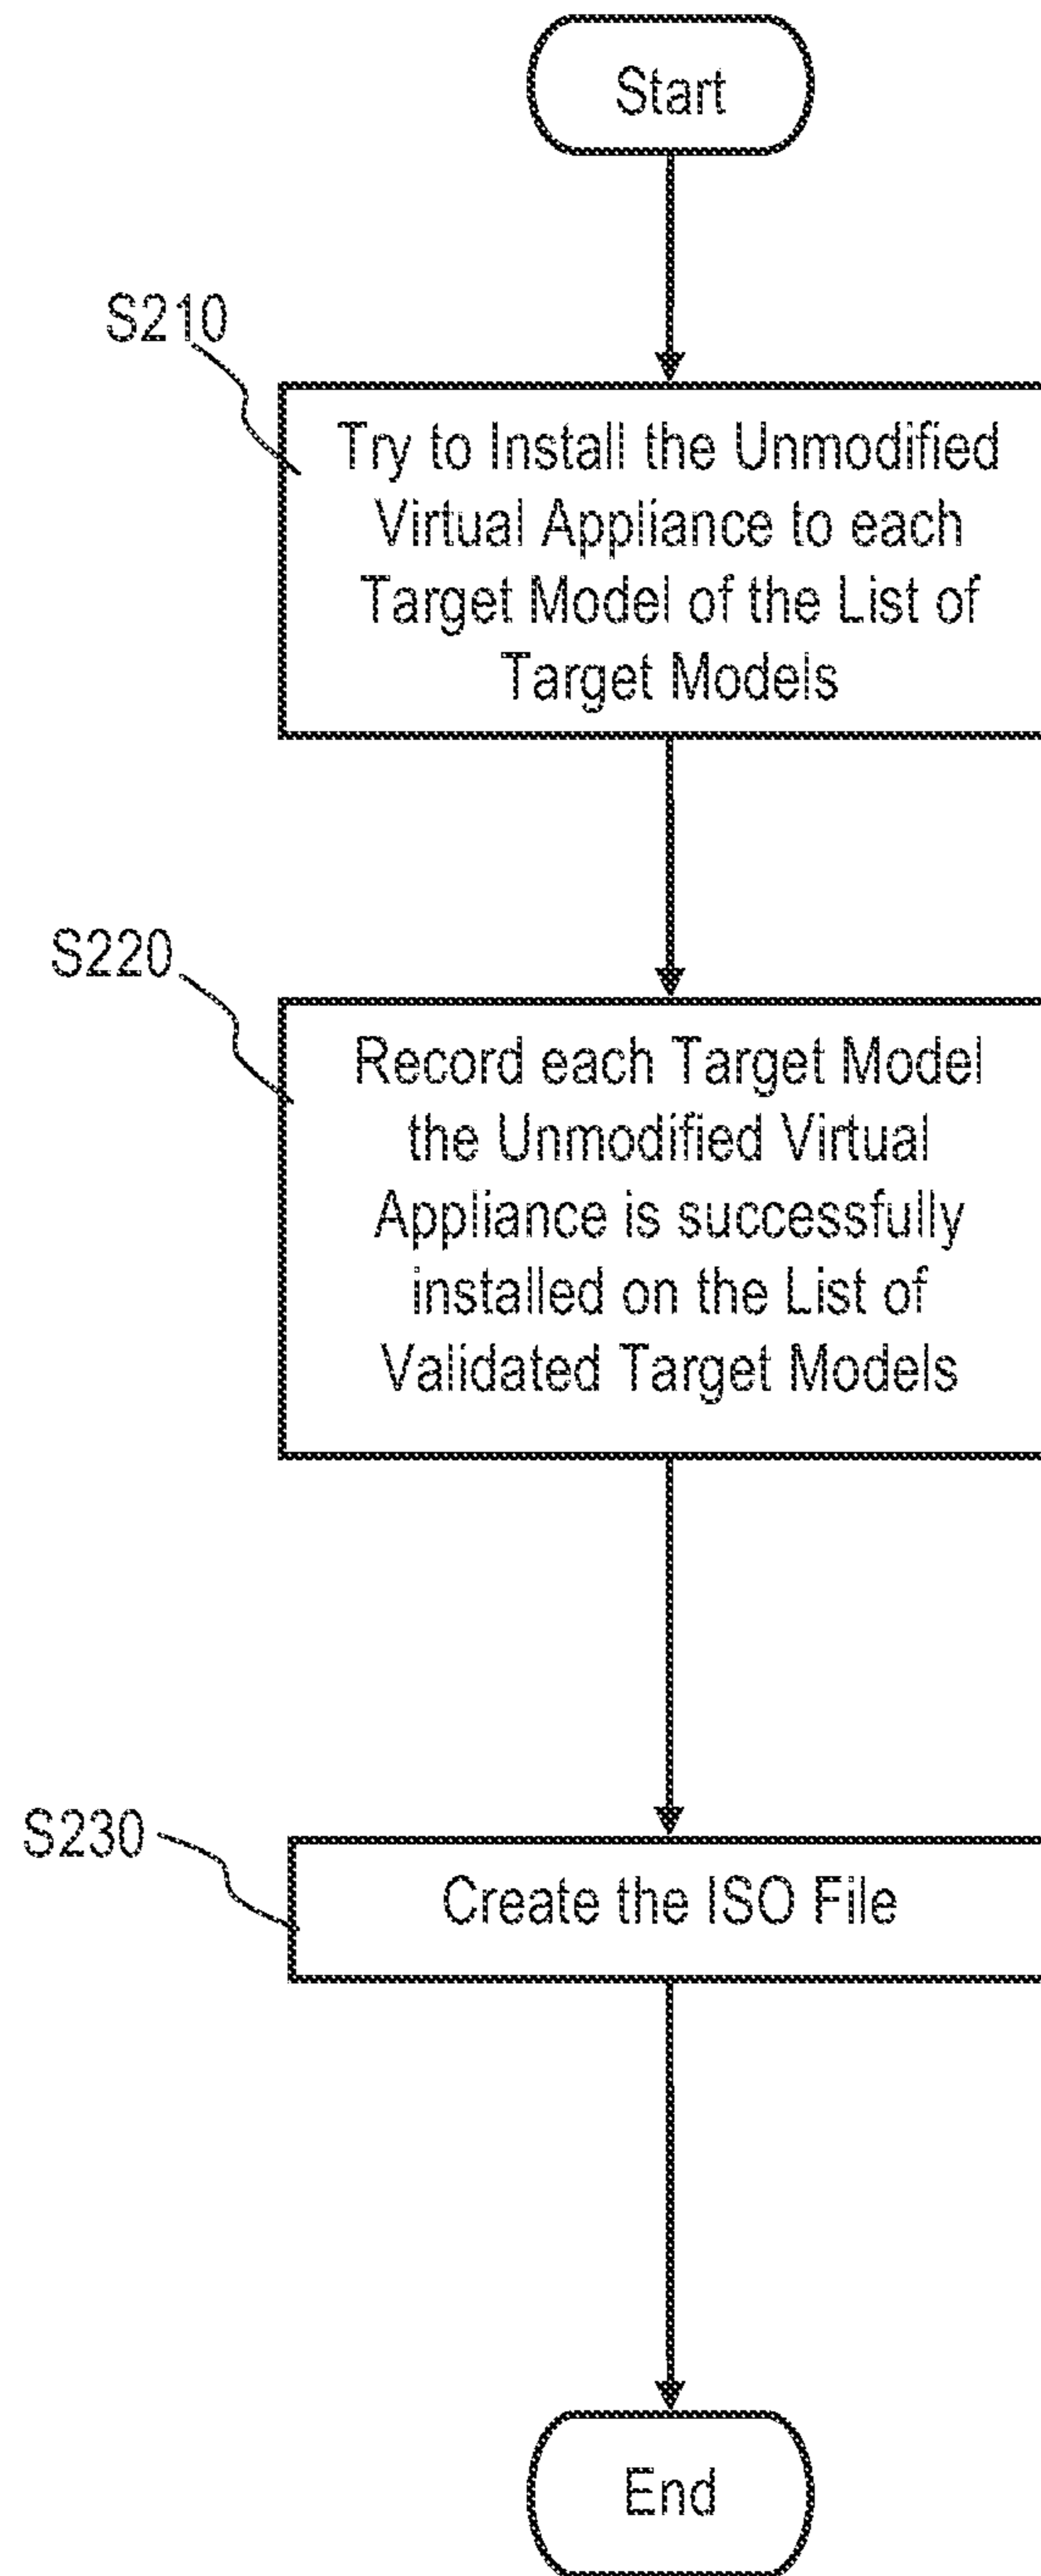 Start
S210
Try to Install the Unmodified
Virtual Appliance to each
Target Model of the List of
Target Models
S220
Record each Target Model
the Unmodified Virtual
Appliance is successfully
installed on the List of
Validated Target Models
S230
Create the ISO File
End